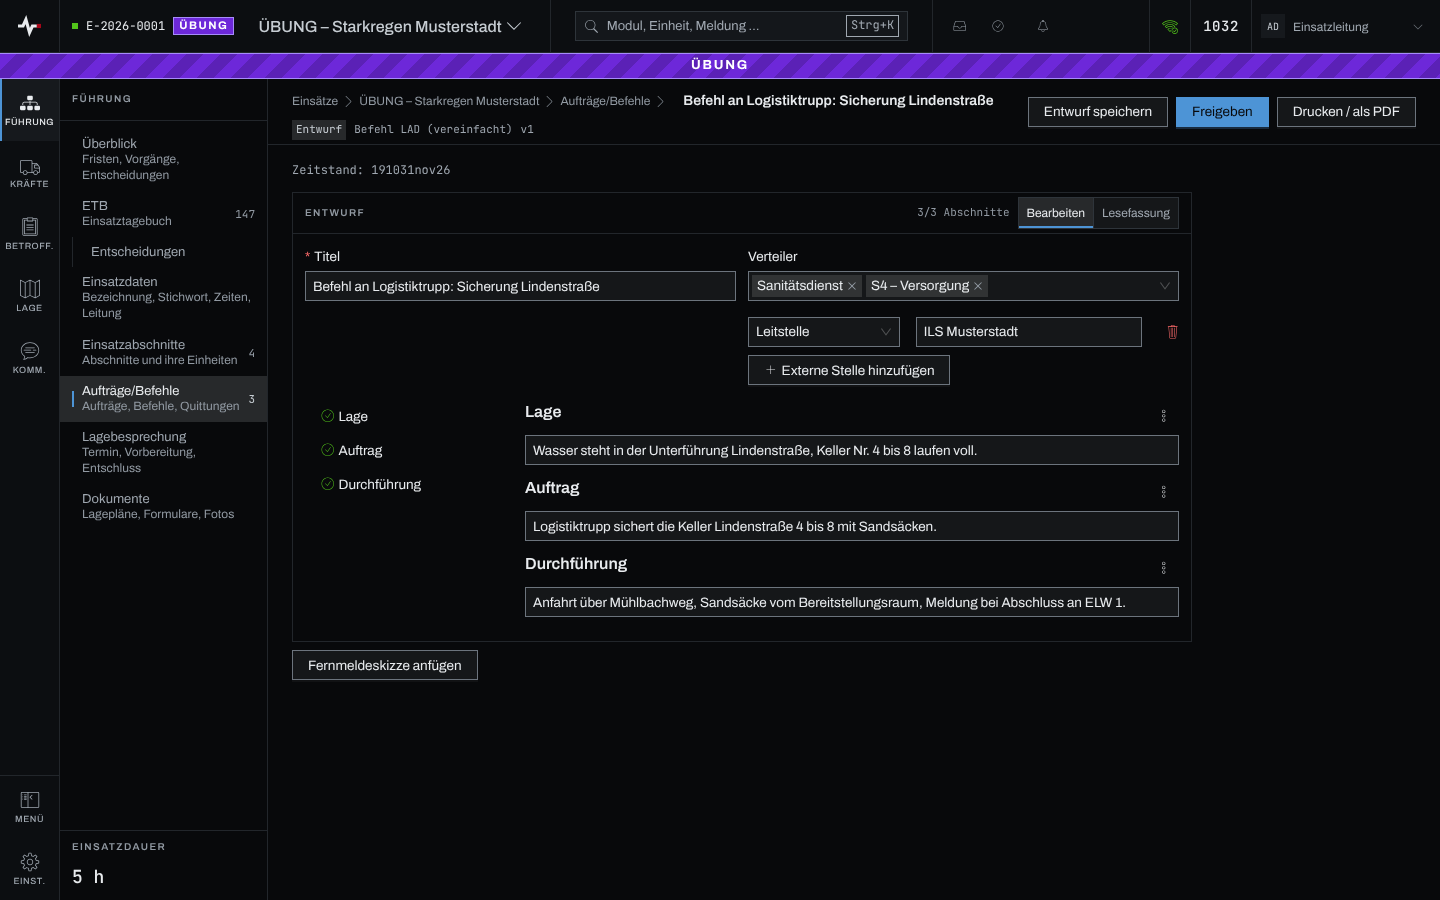 E-2026-0001 ÜBUNG ÜBUNG – Starkregen Musterstadt Modul, Einheit, Meldung ... Strg+K 1032 AD Einsatzleitung
ÜBUNG
FÜHRUNG
KRÄFTE
BETROFF.
LAGE
KOMM.
MENÜ
EINST.
FÜHRUNG
Überblick
Fristen, Vorgänge,
Entscheidungen
ETB 147
Einsatztagebuch
Entscheidungen
Einsatzdaten
Bezeichnung, Stichwort, Zeiten,
Leitung
Einsatzabschnitte 4
Abschnitte und ihre Einheiten
Aufträge/Befehle 3
Aufträge, Befehle, Quittungen
Lagebesprechung
Termin, Vorbereitung,
Entschluss
Dokumente
Lagepläne, Formulare, Fotos
EINSATZDAUER
5 h
Einsätze ÜBUNG – Starkregen Musterstadt Aufträge/Befehle Befehl an Logistiktrupp: Sicherung Lindenstraße
Entwurf Befehl LAD (vereinfacht) v1
Entwurf speichern Freigeben Drucken / als PDF
Zeitstand: 191031nov26
ENTWURF 3/3 Abschnitte Bearbeiten Lesefassung
* Titel
Befehl an Logistiktrupp: Sicherung Lindenstraße
Verteiler
Sanitätsdienst S4 – Versorgung
Leitstelle ILS Musterstadt
Externe Stelle hinzufügen
Lage
Auftrag
Durchführung
Lage
Wasser steht in der Unterführung Lindenstraße, Keller Nr. 4 bis 8 laufen voll.
Auftrag
Logistiktrupp sichert die Keller Lindenstraße 4 bis 8 mit Sandsäcken.
Durchführung
Anfahrt über Mühlbachweg, Sandsäcke vom Bereitstellungsraum, Meldung bei Abschluss an ELW 1.
Fernmeldeskizze anfügen